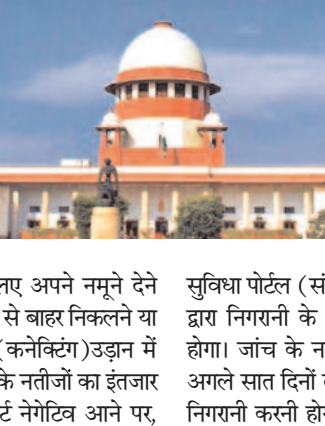 अपने नमूने देने
से बाहर निकलने या
(कनेक्टिंग)उड़ान में
के नतीजों का इंतजार
नेगेटिव आने पर,
सुविधा पोर्टल
द्वारा निगरानी के
होगा। जांच के
अगले सात दिनों
निगरानी करनी